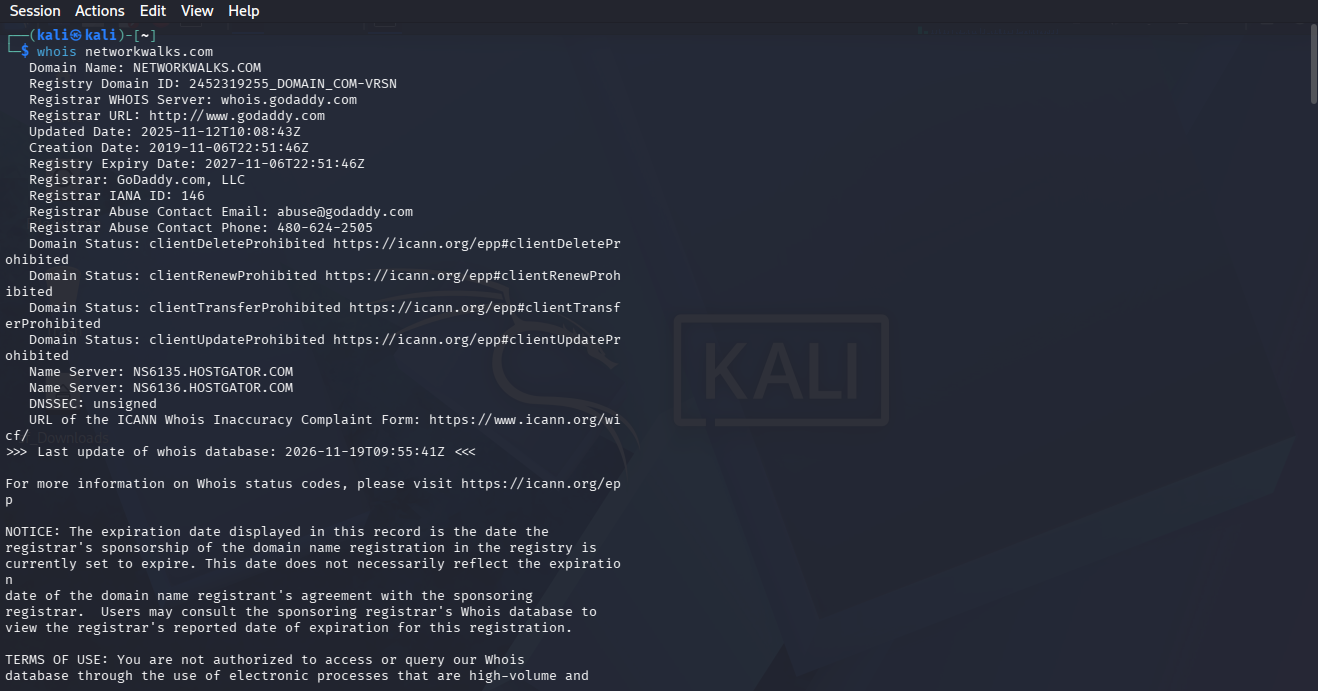 Session Actions Edit View Help
┌──(kali㉿kali)-[~]
└─$ whois networkwalks.com
   Domain Name: NETWORKWALKS.COM
   Registry Domain ID: 2452319255_DOMAIN_COM-VRSN
   Registrar WHOIS Server: whois.godaddy.com
   Registrar URL: http://www.godaddy.com
   Updated Date: 2025-11-12T10:08:43Z
   Creation Date: 2019-11-06T22:51:46Z
   Registry Expiry Date: 2027-11-06T22:51:46Z
   Registrar: GoDaddy.com, LLC
   Registrar IANA ID: 146
   Registrar Abuse Contact Email: abuse@godaddy.com
   Registrar Abuse Contact Phone: 480-624-2505
   Domain Status: clientDeleteProhibited https://icann.org/epp#clientDeletePr
ohibited
   Domain Status: clientRenewProhibited https://icann.org/epp#clientRenewProh
ibited
   Domain Status: clientTransferProhibited https://icann.org/epp#clientTransf
erProhibited
   Domain Status: clientUpdateProhibited https://icann.org/epp#clientUpdatePr
ohibited
   Name Server: NS6135.HOSTGATOR.COM
   Name Server: NS6136.HOSTGATOR.COM
   DNSSEC: unsigned
   URL of the ICANN Whois Inaccuracy Complaint Form: https://www.icann.org/wi
cf/
Downloads
>>> Last update of whois database: 2026-11-19T09:55:41Z <<<

For more information on Whois status codes, please visit https://icann.org/ep
p

NOTICE: The expiration date displayed in this record is the date the
registrar's sponsorship of the domain name registration in the registry is
currently set to expire. This date does not necessarily reflect the expiratio
n
date of the domain name registrant's agreement with the sponsoring
registrar.  Users may consult the sponsoring registrar's Whois database to
view the registrar's reported date of expiration for this registration.

TERMS OF USE: You are not authorized to access or query our Whois
database through the use of electronic processes that are high-volume and
KALI